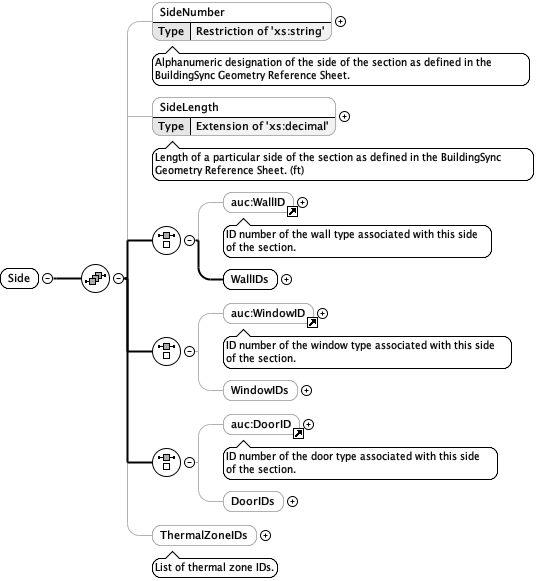 SideNumber
Type Restriction of 'xs:string'
Alphanumeric designation of the side of the section as defined in the
BuildingSync Geometry Reference Sheet.
SideLength
Type Extension of 'xs:decimal'
Length of a particular side of the section as defined in the BuildingSync
Geometry Reference Sheet. (ft)
auc:WallID
ID number of the wall type associated with this side
of the section.
Side
WallIDs
auc:WindowID
ID number of the window type associated with this side
of the section.
WindowIDs
auc:DoorID
ID number of the door type associated with this side
of the section.
DoorIDs
ThermalZoneIDs
List of thermal zone IDs.